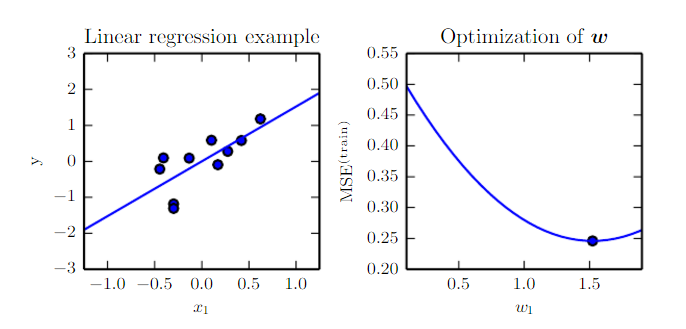 Linear regression example
3
2
1
0
−1
−2
−3
y
−1.0 −0.5 0.0 0.5 1.0
x1
Optimization of w
0.55
0.50
0.45
0.40
0.35
0.30
0.25
0.20
MSE(train)
0.5 1.0 1.5
w1